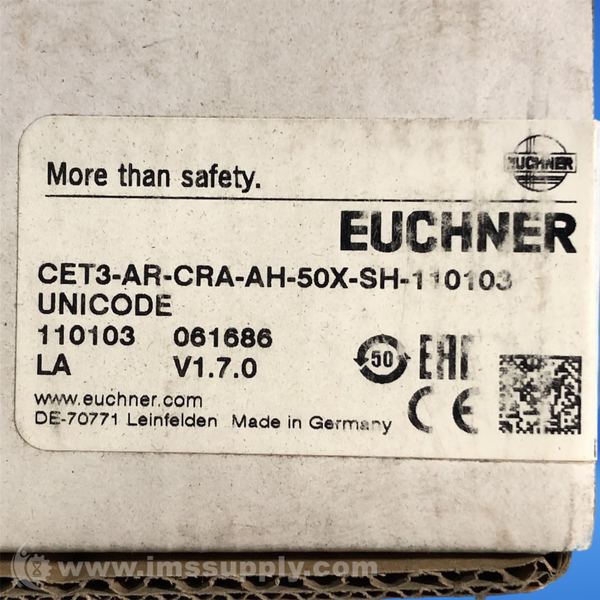 EUCHNER
More than safety.
EUCHNER
CET3-AR-CRA-AH-50X-SH-110103
UNICODE
110103 061686
LA V1.7.0
50 EAC
CE
www.euchner.com
DE-70771 Leinfelden Made in Germany
www.imssupply.com